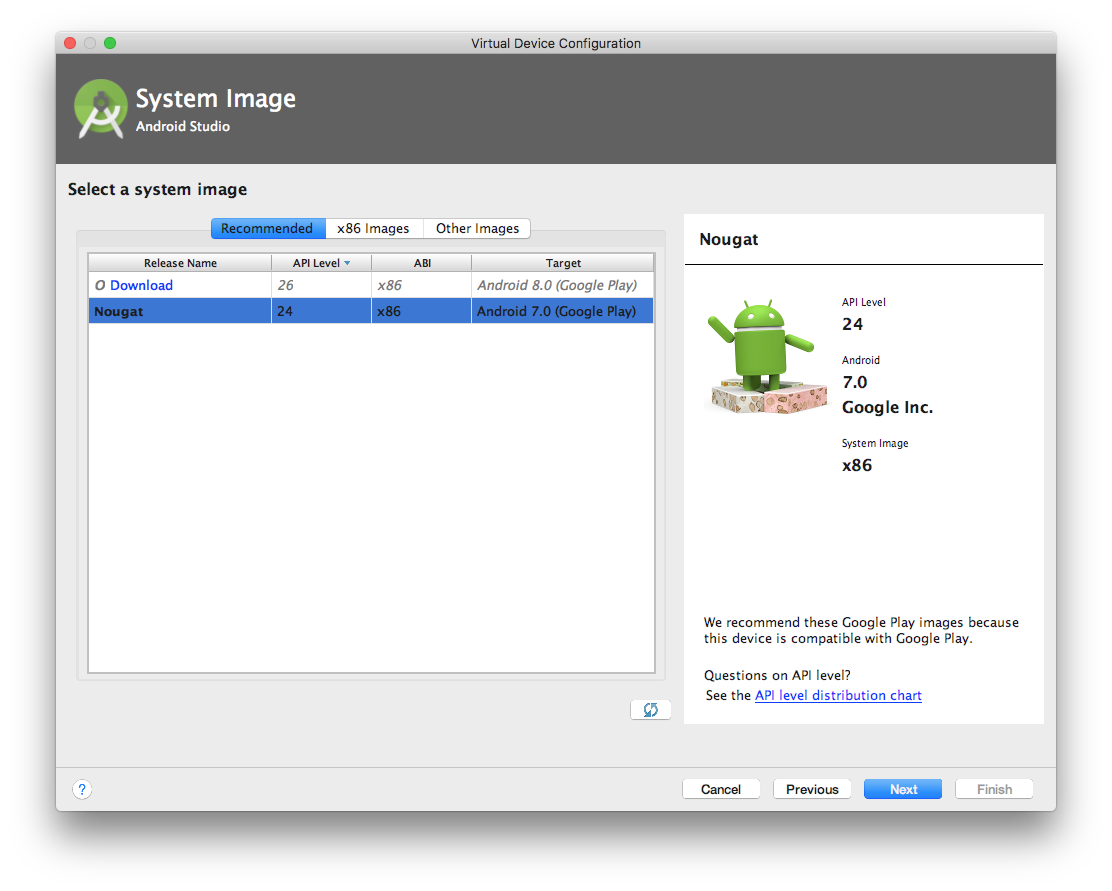 Virtual Device Configuration
System Image
Android Studio
Select a system image
Recommended x86 Images Other Images
Release Name API Level ABI Target
O Download 26 x86 Android 8.0 (Google Play)
Nougat 24 x86 Android 7.0 (Google Play)
Nougat
API Level
24
Android
7.0
Google Inc.
System Image
x86
We recommend these Google Play images because
this device is compatible with Google Play.
Questions on API level?
See the API level distribution chart
? Cancel Previous Next Finish